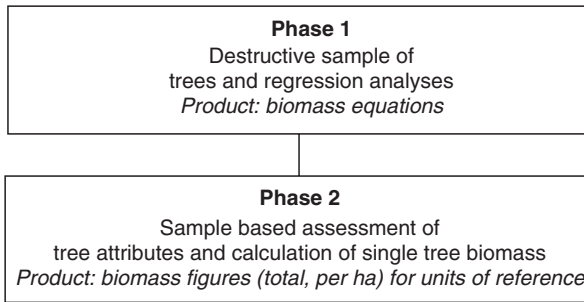 Phase 1
Destructive sample of
trees and regression analyses
Product: biomass equations
Phase 2
Sample based assessment of
tree attributes and calculation of single tree biomass
Product: biomass figures (total, per ha) for units of reference